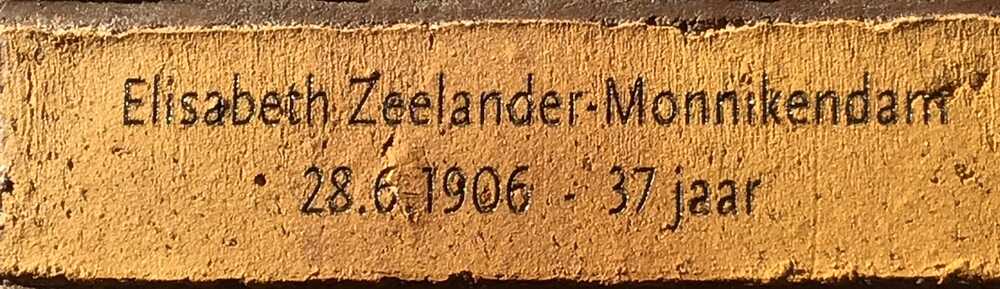 Elisabeth Zeelander-Monnikendam
28.6.1906 - 37 jaar